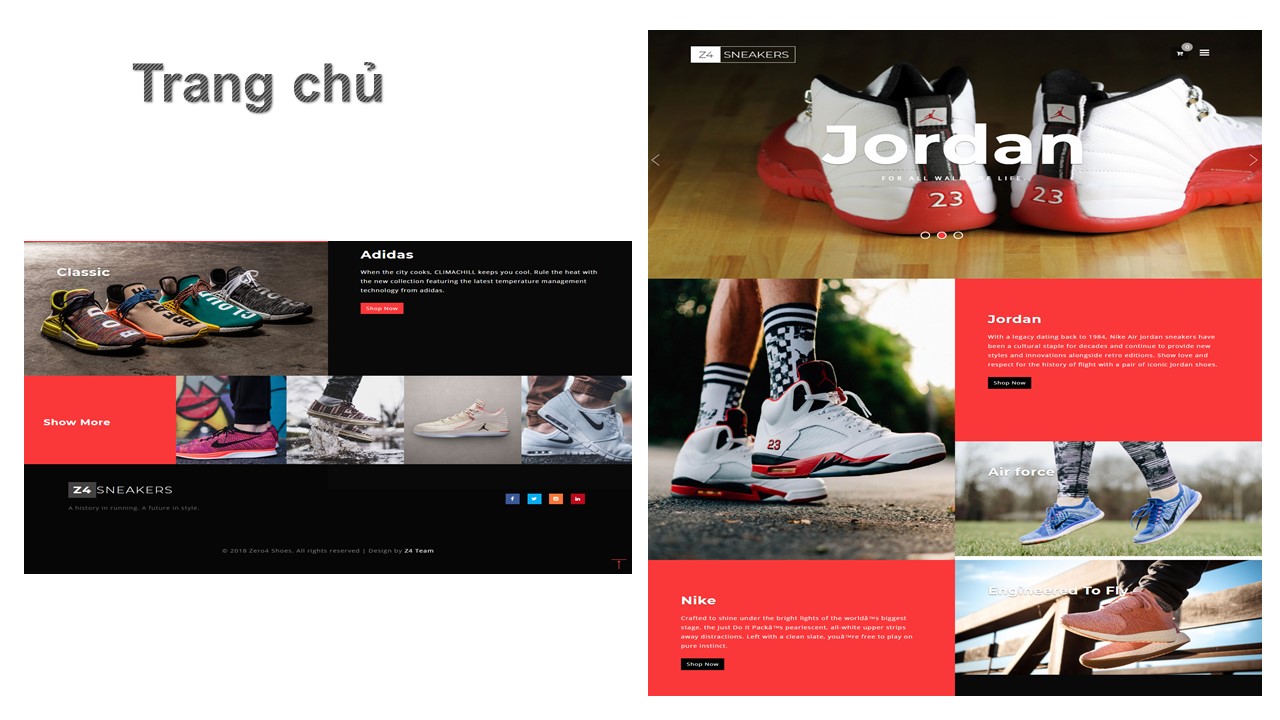 Trang chủ
Z4 SNEAKERS
0
Jordan
FOR ALL WALKS OF LIFE.
23 23
23
Jordan
With a legacy dating back to 1984, Nike Air Jordan sneakers have
been a cultural staple for decades and continue to provide new
styles and innovations alongside retro editions. Show love and
respect for the history of flight with a pair of iconic Jordan shoes.
Shop Now
Air force
Nike
Crafted to shine under the bright lights of the worldâ™s biggest
stage, the Just Do It Packâ™s pearlescent, all-white upper strips
away distractions. Left with a clean slate, youâ™re free to play on
pure instinct.
Shop Now
Engineered To Fly
Classic
Adidas
When the city cooks, CLIMACHILL keeps you cool. Rule the heat with
the new collection featuring the latest temperature management
technology from adidas.
Shop Now
Show More
Z4 SNEAKERS
A history in running. A future in style.
© 2018 Zero4 Shoes. All rights reserved | Design by Z4 Team